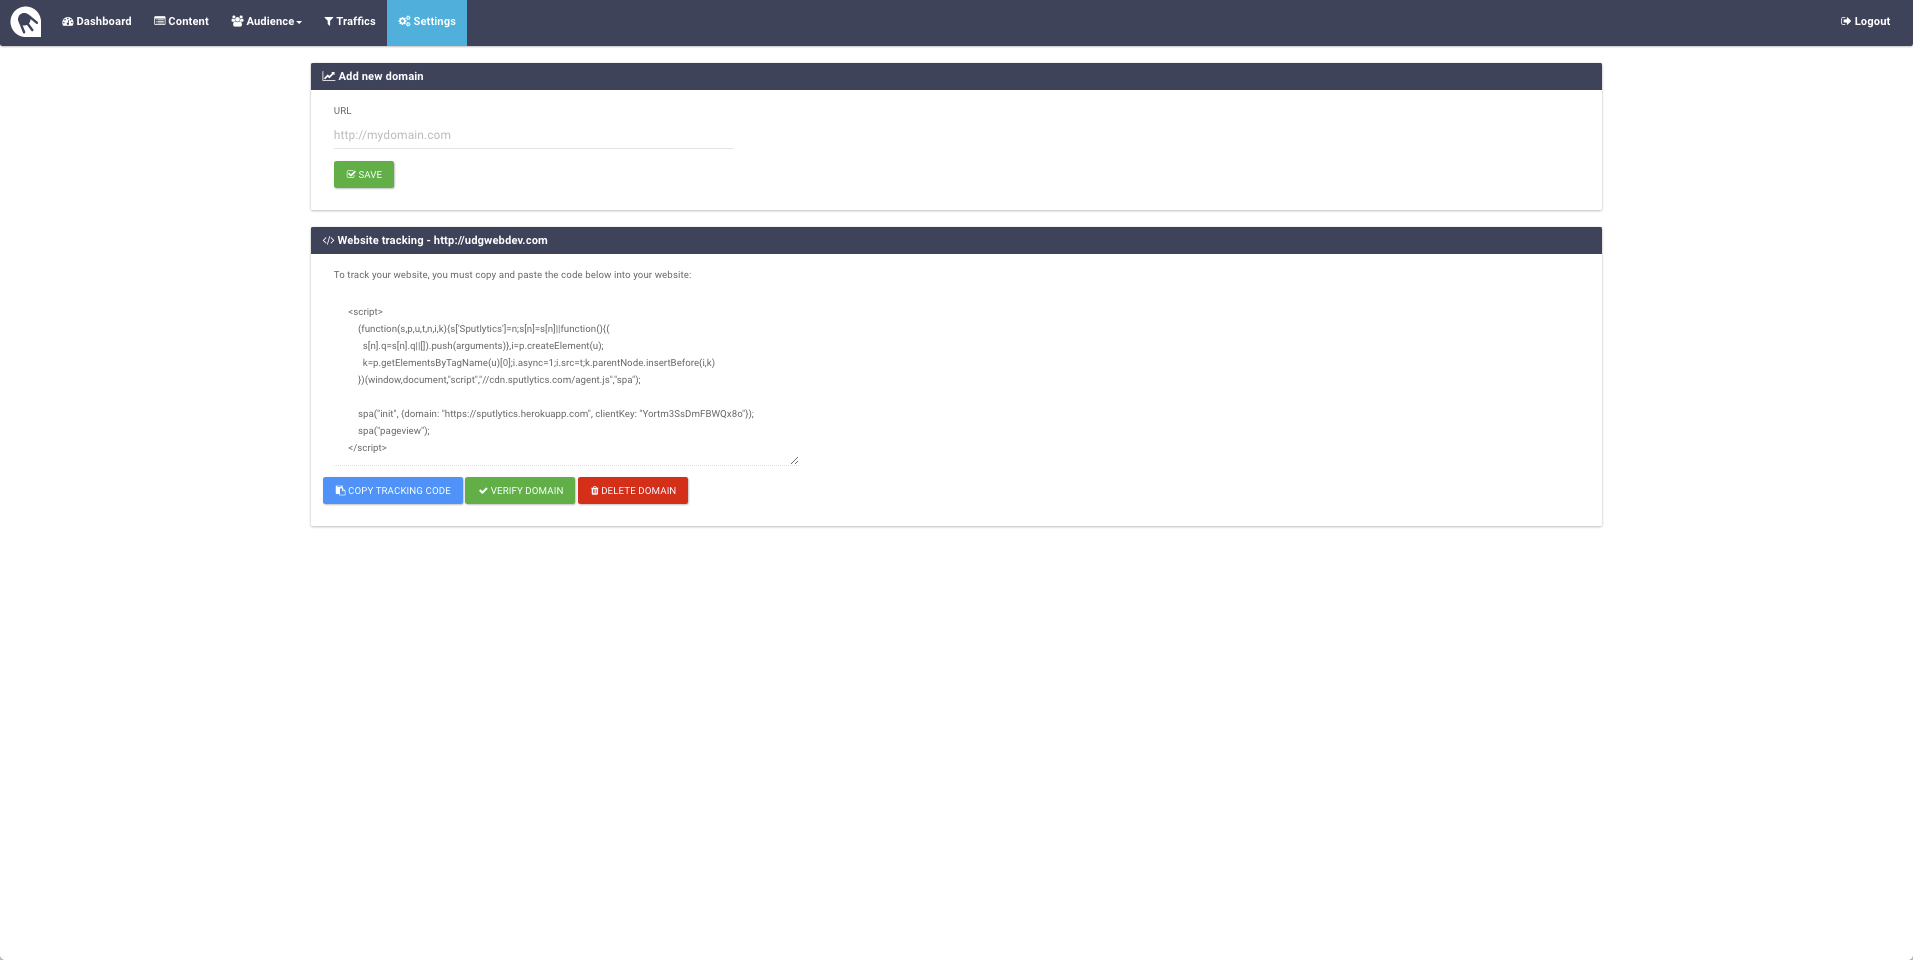 Dashboard
Content
Audience
Traffics
Settings
Logout
Add new domain
URL
http://mydomain.com
SAVE
Website tracking - http://udgwebdev.com
To track your website, you must copy and paste the code below into your website:
<script>
(function(s,p,u,t,n,i,k){s['Sputlytics']=n;s[n]=s[n]||function(){(
s[n].q=s[n].q||[]).push(arguments)},i=p.createElement(u);
k=p.getElementsByTagName(u)[0];i.async=1;i.src=t;k.parentNode.insertBefore(i,k)
})(window,document,"script","//cdn.sputlytics.com/agent.js","spa");
spa("init", {domain: "https://sputlytics.herokuapp.com", clientKey: "Yortm3SsDmFBWQx8o"});
spa("pageview");
</script>
COPY TRACKING CODE
VERIFY DOMAIN
DELETE DOMAIN